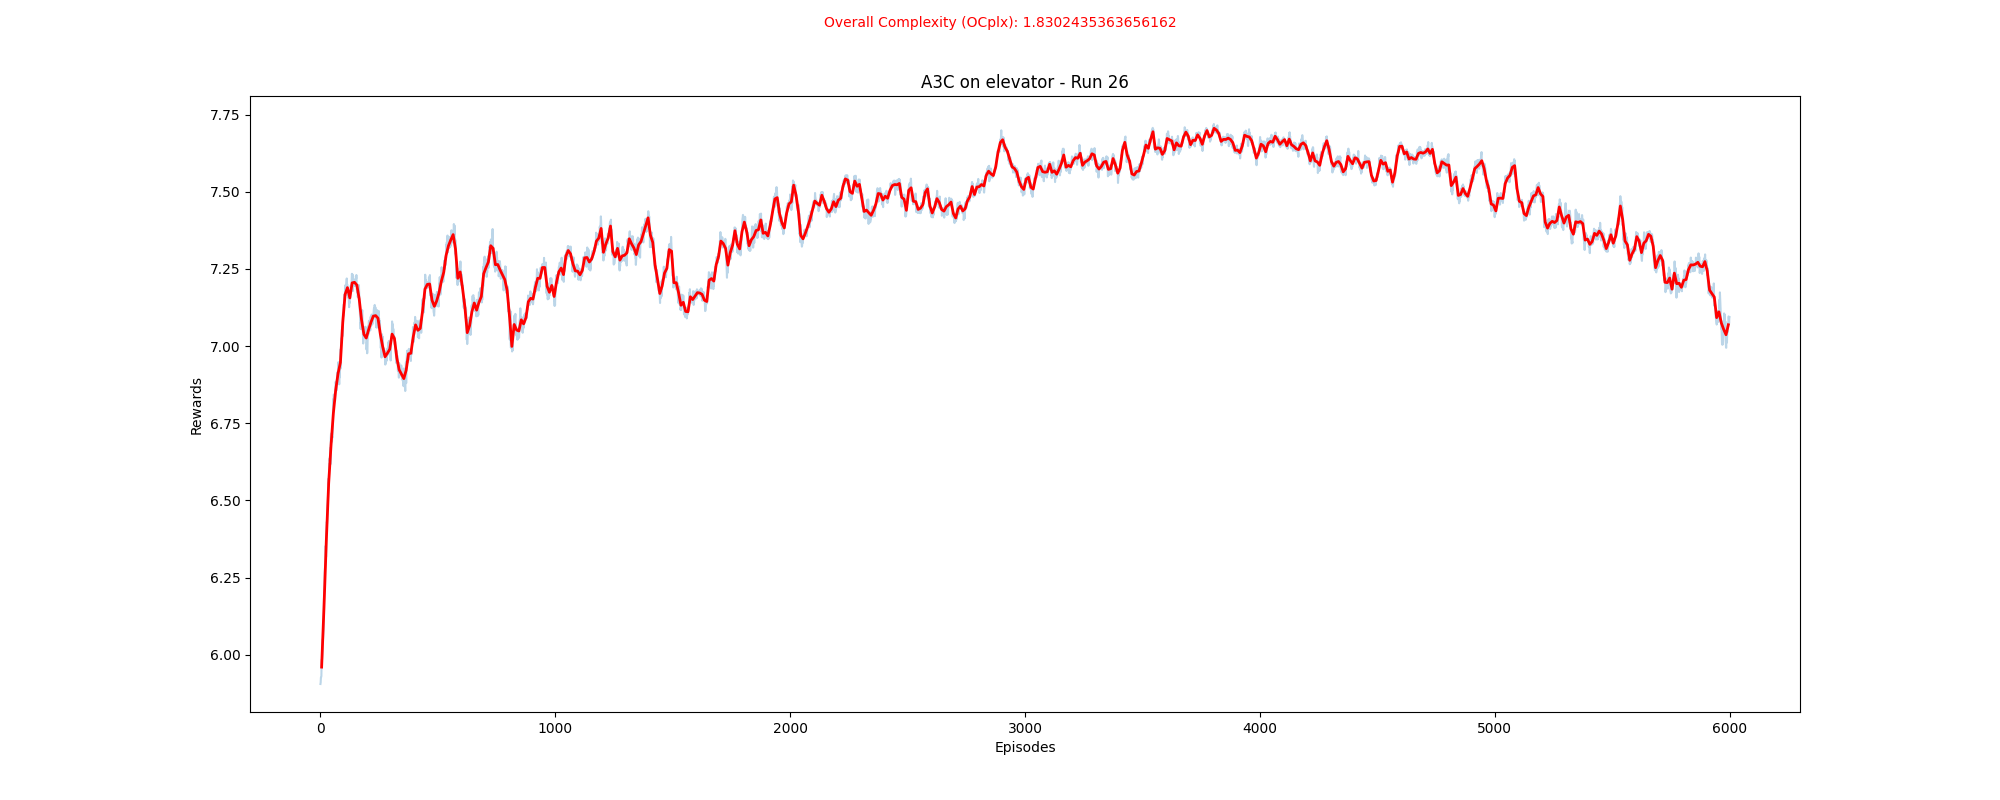 Overall Complexity (OCplx): 1.8302435363656162
A3C on elevator - Run 26
7.75
7.50
7.25
7.00
6.75
6.50
6.25
6.00
Rewards
0 1000 2000 3000 4000 5000 6000
Episodes